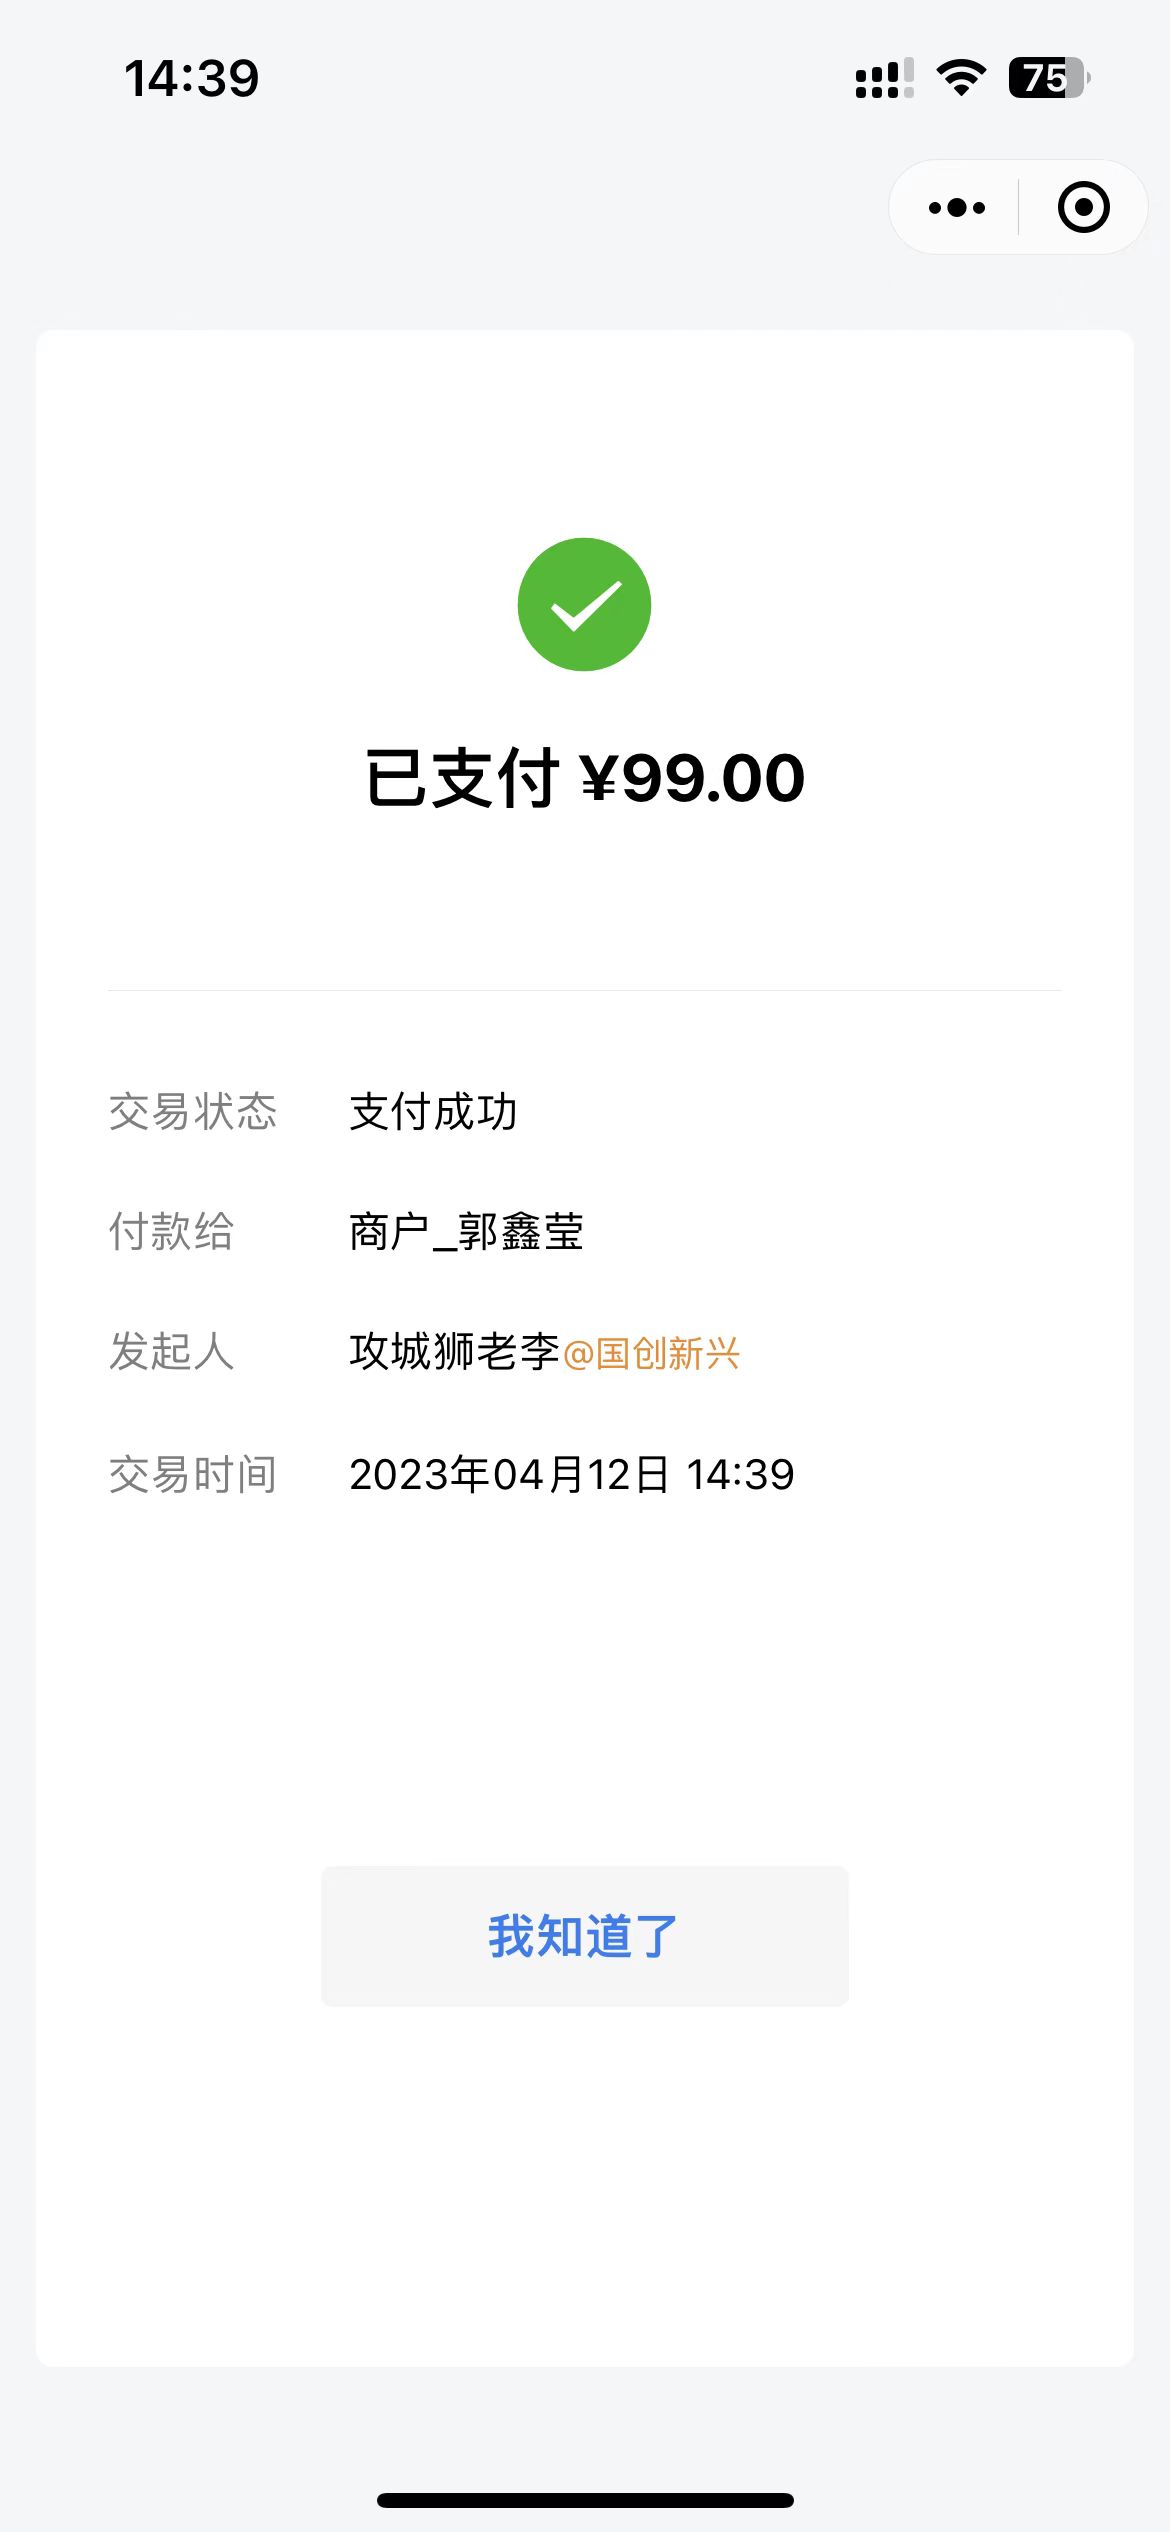 14:39
75
已支付 ¥99.00
交易状态 支付成功
付款给 商户_郭鑫莹
发起人 攻城狮老李@国创新兴
交易时间 2023年04月12日 14:39
我知道了